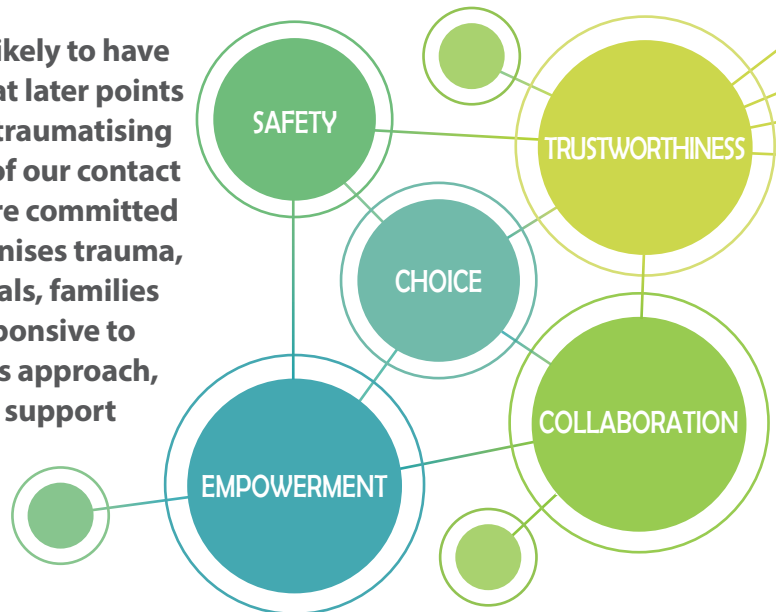 ikely to have
at later points
traumatising
of our contact
re committed
nises trauma,
als, families
ponsive to
s approach,
support
SAFETY
TRUSTWORTHINESS
CHOICE
COLLABORATION
EMPOWERMENT